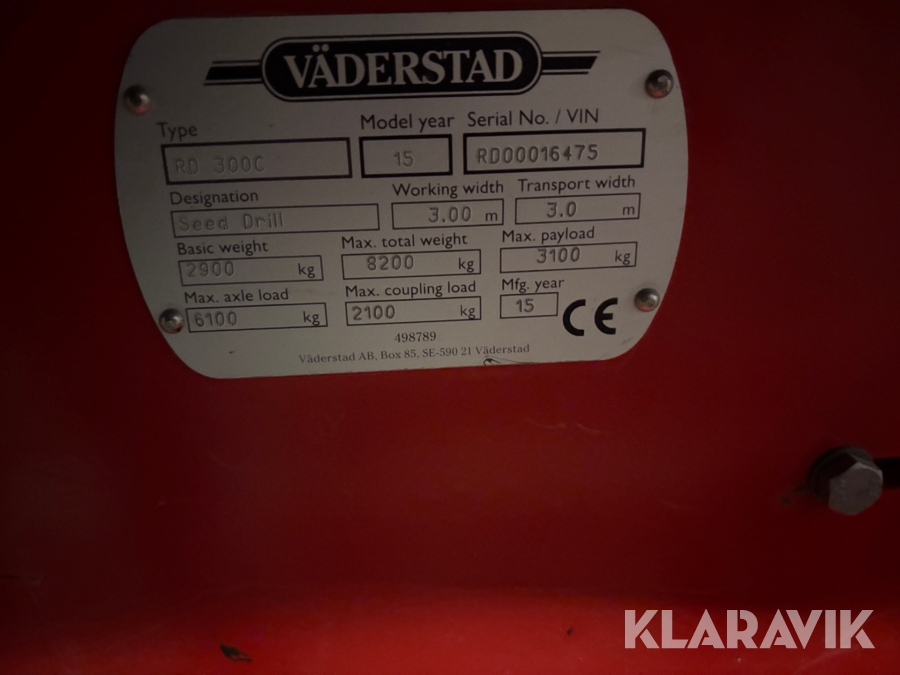 VÄDERSTAD
Type Model year Serial No. / VIN
RD 300C 15 RD00016475
Designation Working width Transport width
Seed Drill 3.00 m 3.0 m
Basic weight Max. total weight Max. payload
2900 kg 8200 kg 3100 kg
Max. axle load Max. coupling load Mfg. year
6100 kg 2100 kg 15 CE
498789
Väderstad AB, Box 85, SE-590 21 Väderstad
KLARAVIK